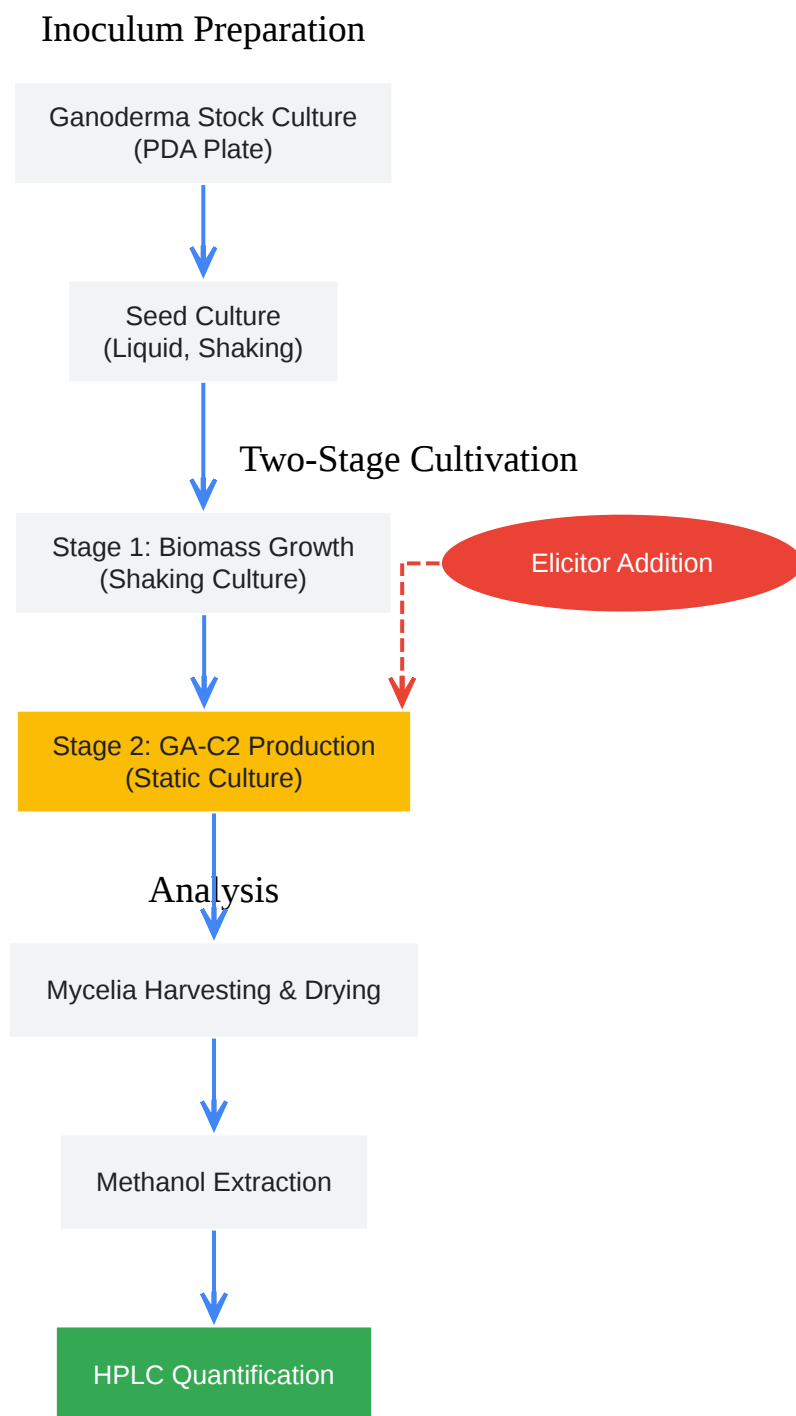 Inoculum Preparation
Ganoderma Stock Culture
(PDA Plate)
Seed Culture
(Liquid, Shaking)
Two-Stage Cultivation
Stage 1: Biomass Growth
(Shaking Culture)
Elicitor Addition
Stage 2: GA-C2 Production
(Static Culture)
Analysis
Mycelia Harvesting & Drying
Methanol Extraction
HPLC Quantification